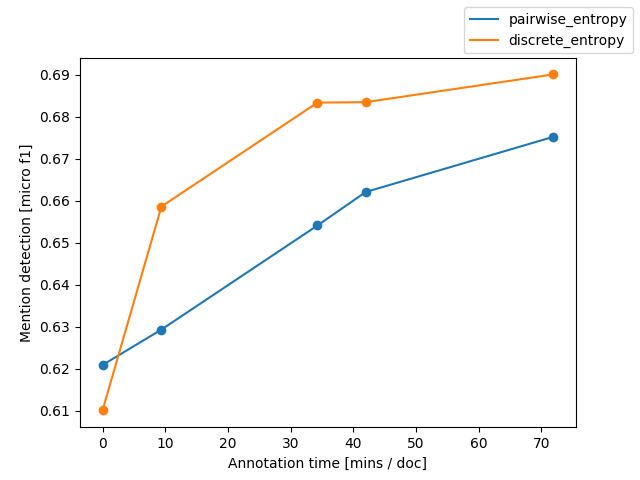 pairwise_entropy
discrete_entropy
0.69
0.68
0.67
0.66
0.65
0.64
0.63
0.62
0.61
Mention detection [micro f1]
0 10 20 30 40 50 60 70
Annotation time [mins / doc]